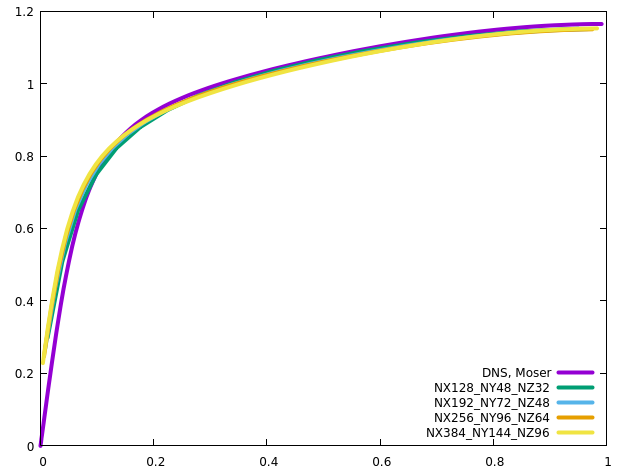 1.2
1
0.8
0.6
0.4
0.2
0
DNS, Moser
NX128_NY48_NZ32
NX192_NY72_NZ48
NX256_NY96_NZ64
NX384_NY144_NZ96
0 0.2 0.4 0.6 0.8 1